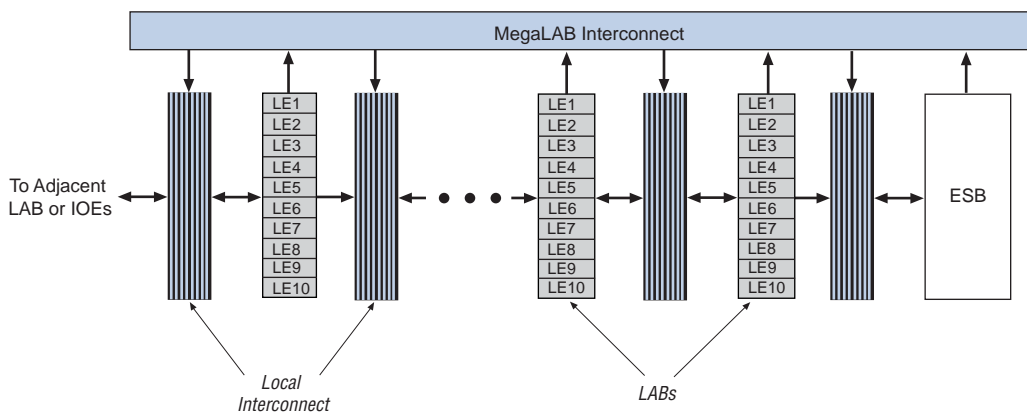 MegaLAB Interconnect
LE1
LE2
LE3
LE4
LE5
LE6
LE7
LE8
LE9
LE10
LE1
LE2
LE3
LE4
LE5
LE6
LE7
LE8
LE9
LE10
LE1
LE2
LE3
LE4
LE5
LE6
LE7
LE8
LE9
LE10
To Adjacent
LAB or IOEs
ESB
Local
Interconnect
LABs